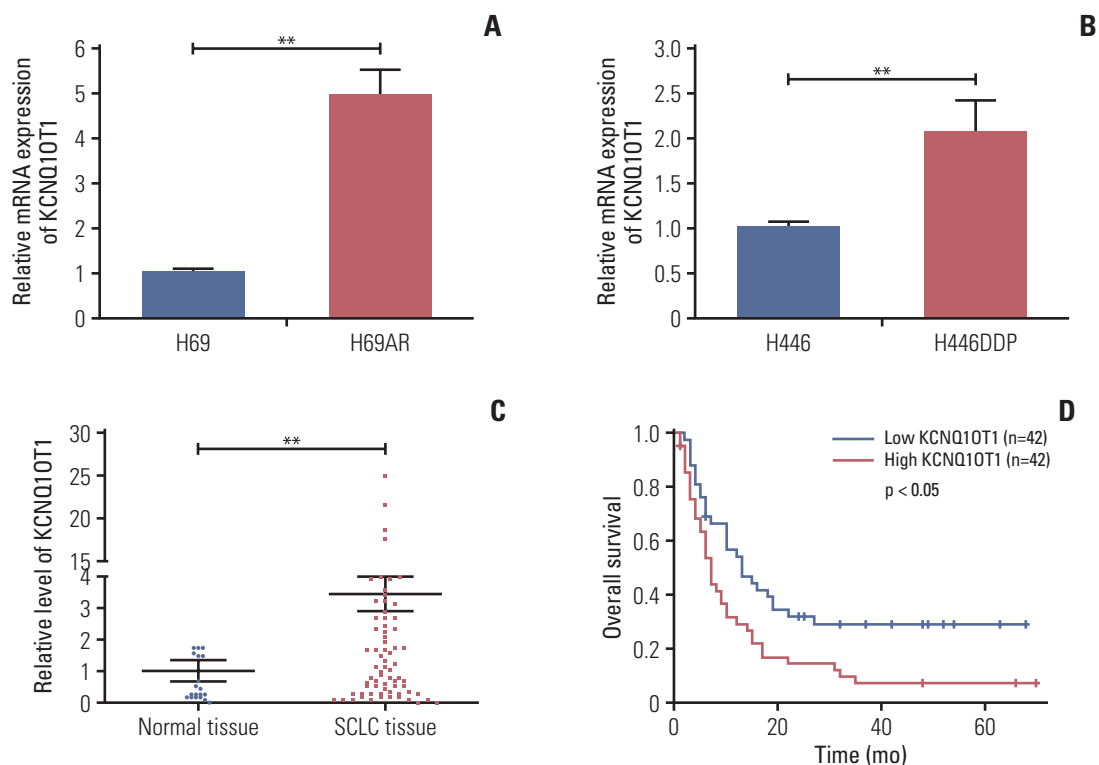 A
Relative mRNA expression
of KCNQ1OT1
6
5
4
3
2
1
0
**
H69
H69AR
B
Relative mRNA expression
of KCNQ1OT1
3.0
2.5
2.0
1.5
1.0
0.5
0
**
H446
H446DDP
C
Relative level of KCNQ1OT1
30
25
20
15
4
3
2
1
0
**
Normal tissue
SCLC tissue
D
Overall survival
1.0
0.8
0.6
0.4
0.2
0
Low KCNQ1OT1 (n=42)
High KCNQ1OT1 (n=42)
p < 0.05
0
20
40
60
Time (mo)